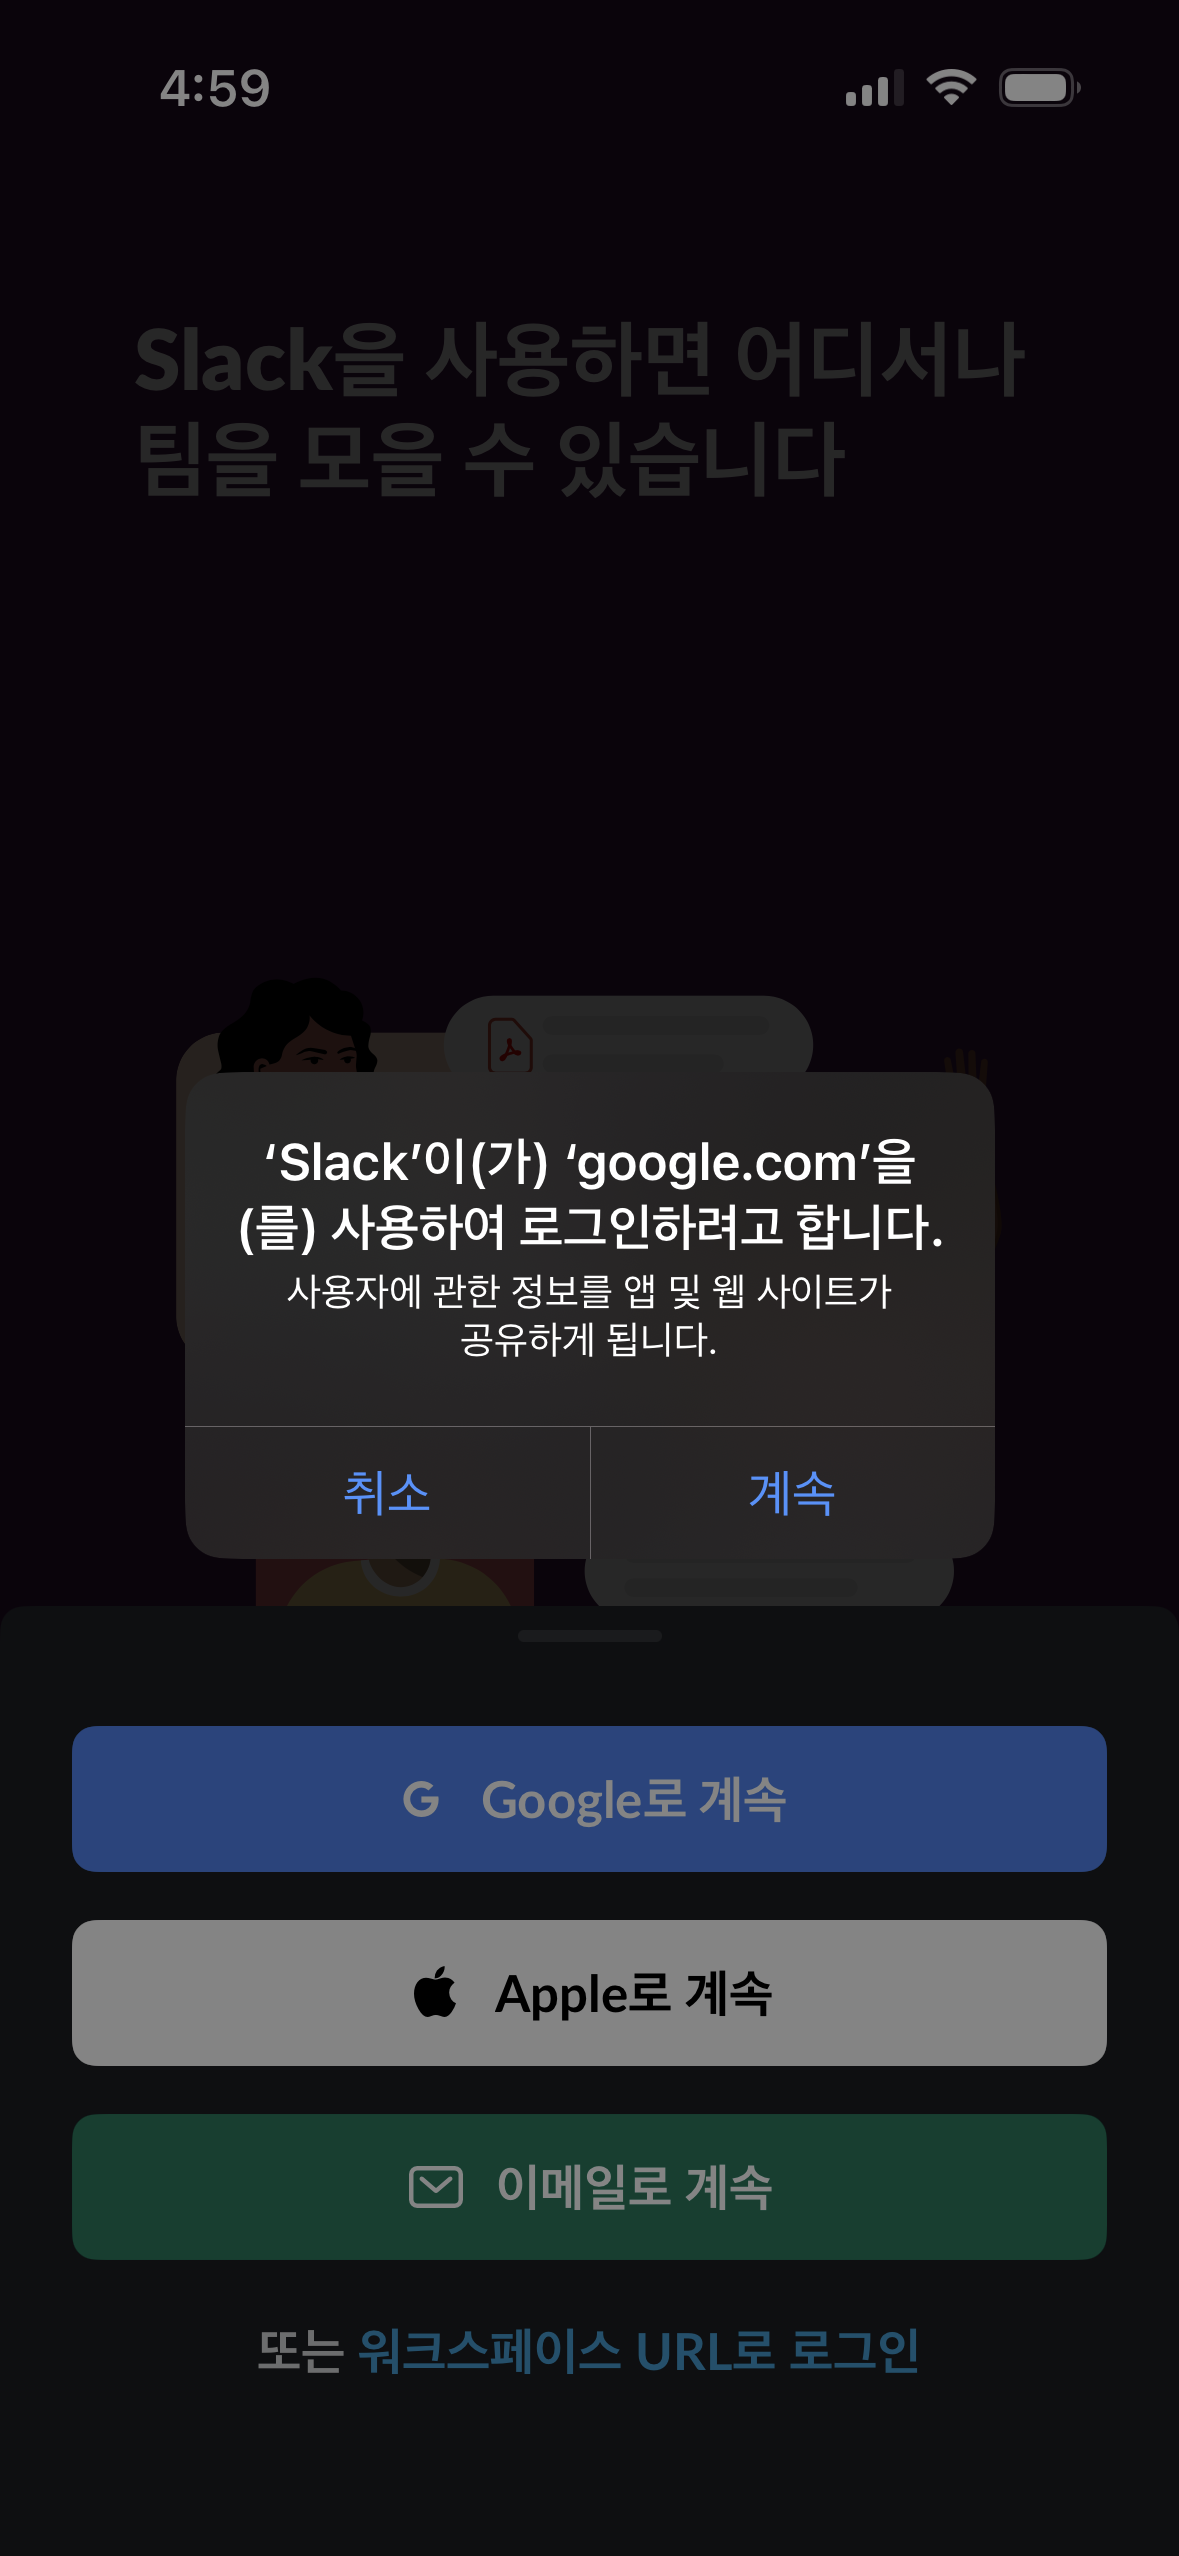 4:59
Slack을 사용하면 어디서나
팀을 모을 수 있습니다
‘Slack’이(가) ‘google.com’을
(를) 사용하여 로그인하려고 합니다.
사용자에 관한 정보를 앱 및 웹 사이트가
공유하게 됩니다.
취소 계속
Google로 계속
Apple로 계속
이메일로 계속
또는 워크스페이스 URL로 로그인